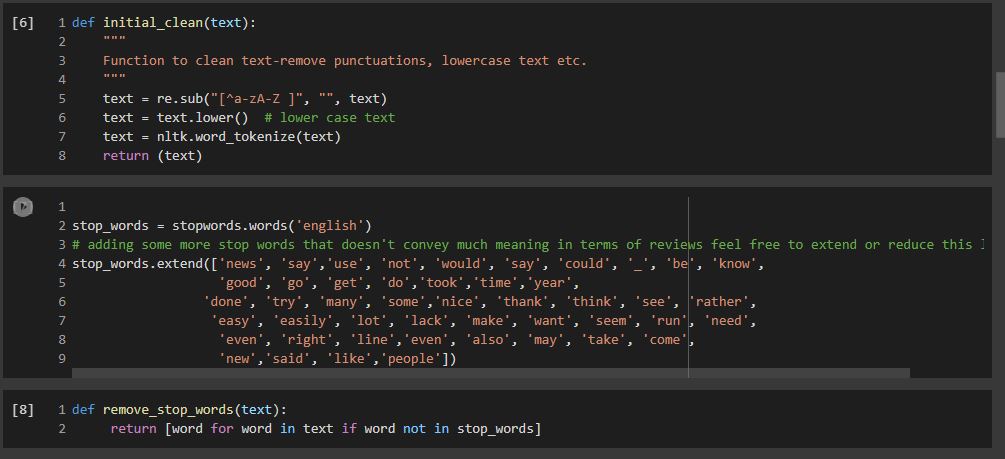 [6] 1 def initial_clean(text):
2 """
3 Function to clean text-remove punctuations, lowercase text etc.
4 """
5 text = re.sub("[^a-zA-Z ]", "", text)
6 text = text.lower()  # lower case text
7 text = nltk.word_tokenize(text)
8 return (text)
1
2 stop_words = stopwords.words('english')
3 # adding some more stop words that doesn't convey much meaning in terms of reviews feel free to extend or reduce this
4 stop_words.extend(['news', 'say','use', 'not', 'would', 'say', 'could', '_', 'be', 'know',
5 'good', 'go', 'get', 'do','took','time','year',
6 'done', 'try', 'many', 'some','nice', 'thank', 'think', 'see', 'rather',
7 'easy', 'easily', 'lot', 'lack', 'make', 'want', 'seem', 'run', 'need',
8 'even', 'right', 'line','even', 'also', 'may', 'take', 'come',
9 'new','said', 'like','people'])
[8] 1 def remove_stop_words(text):
2 return [word for word in text if word not in stop_words]